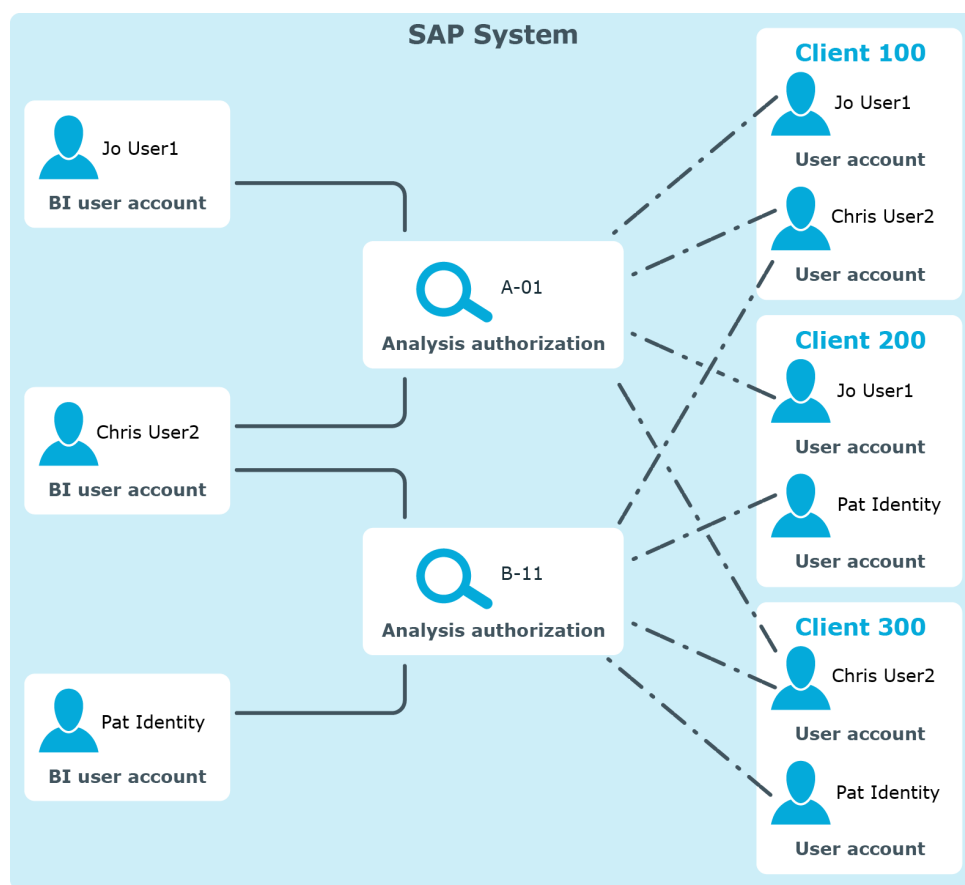 SAP System
Jo User1
BI user account
Chris User2
BI user account
Pat Identity
BI user account
A-01
Analysis authorization
B-11
Analysis authorization
Client 100
Jo User1
User account
Chris User2
User account
Client 200
Jo User1
User account
Pat Identity
User account
Client 300
Chris User2
User account
Pat Identity
User account